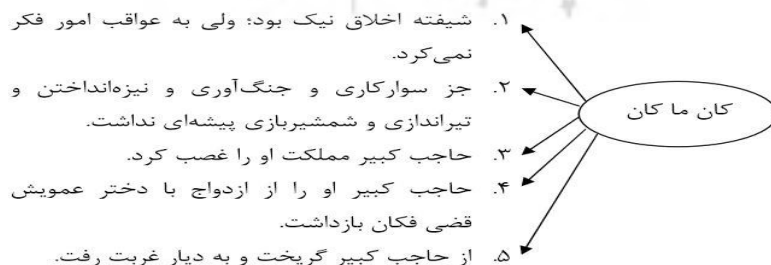 ۱. شیفته اخلاق نیک بود؛ ولی به عواقب امور فکر
نمی‌کرد.
۲. جز سوارکاری و جنگ‌آوری و نیزه‌انداختن و
تیراندازی و شمشیربازی پیشه‌ای نداشت.
۳. حاجب کبیر مملکت او را غصب کرد.
۴. حاجب کبیر او را از ازدواج با دختر عمویش
قضی فکان بازداشت.
۵. از حاجب کبیر گریخت و به دیار غربت رفت.
کان ما کان